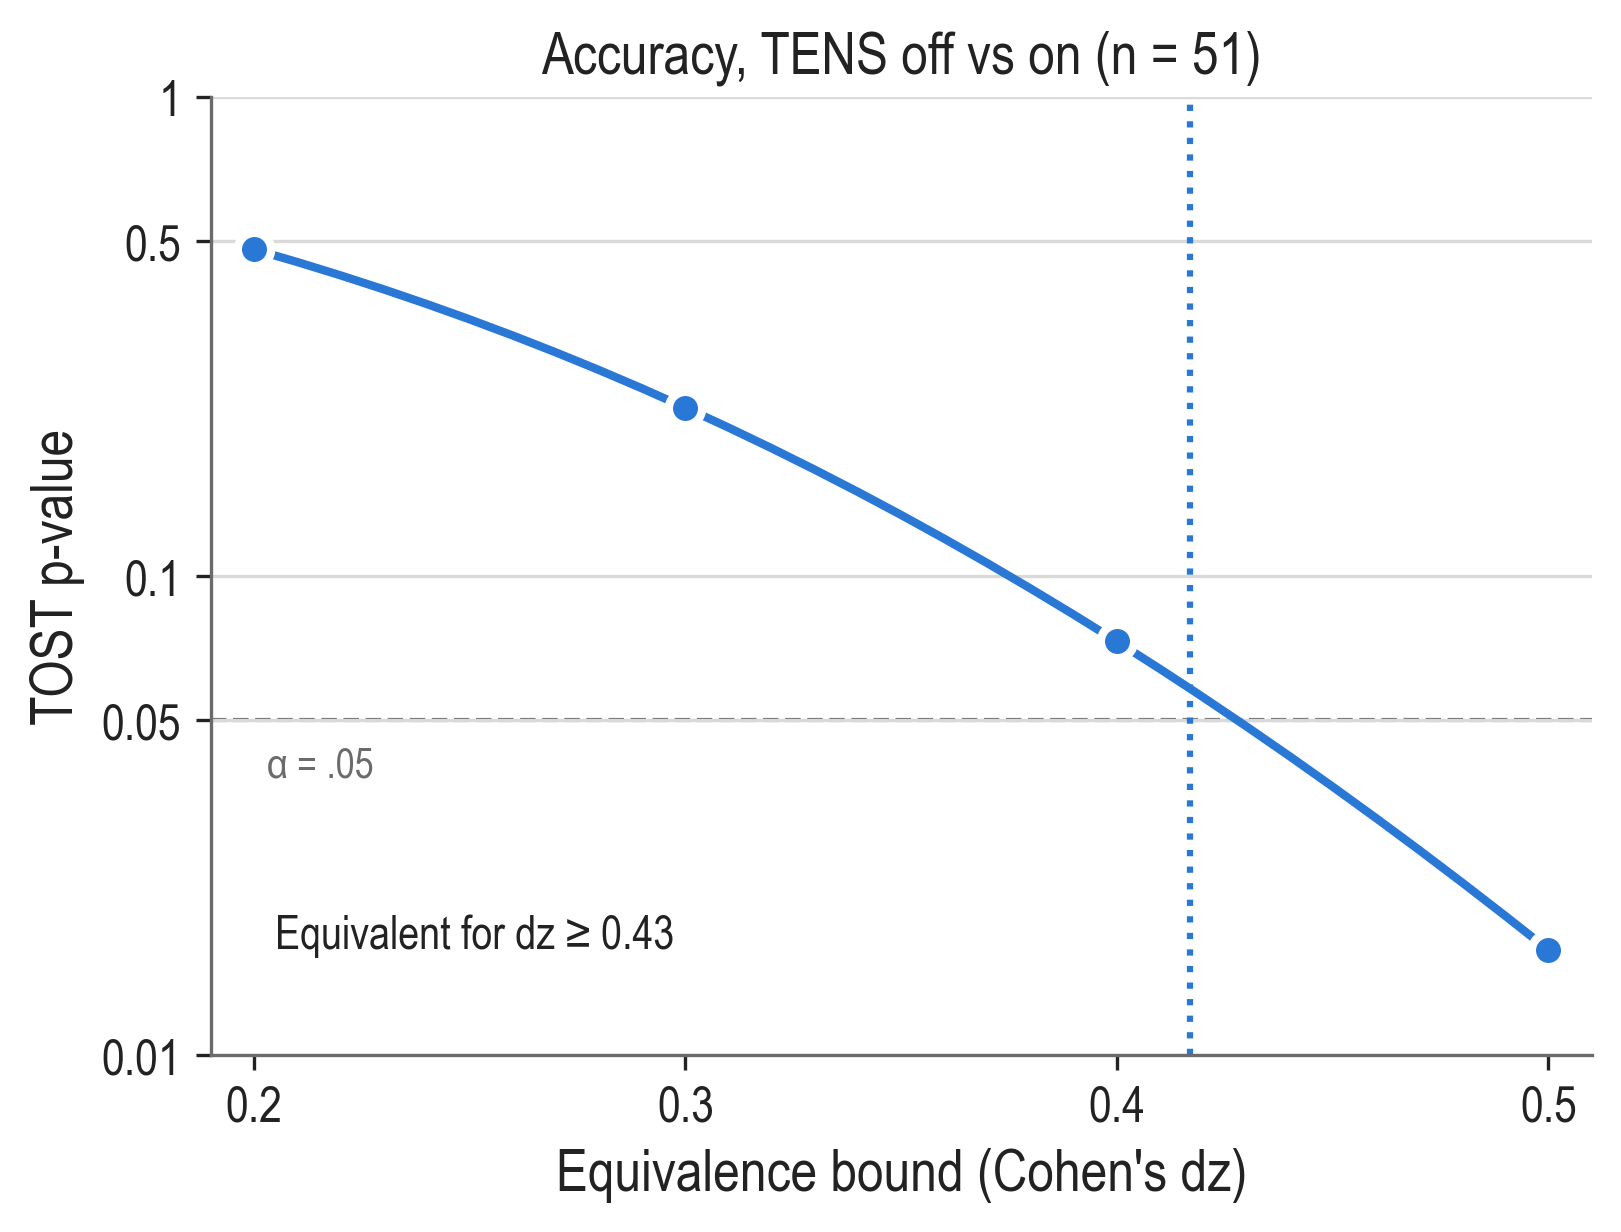 Accuracy, TENS off vs on (n = 51)
1
0.5
0.1
0.05
0.01
TOST p-value
α = .05
Equivalent for dz ≥ 0.43
0.2 0.3 0.4 0.5
Equivalence bound (Cohen's dz)